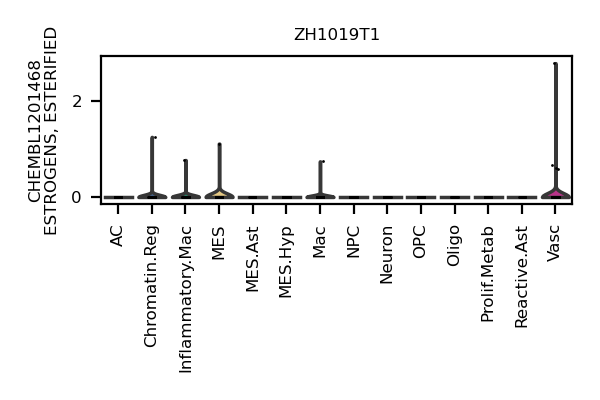 ZH1019T1
CHEMBL1201468
ESTROGENS, ESTERIFIED
2
0
AC
Chromatin.Reg
Inflammatory.Mac
MES
MES.Ast
MES.Hyp
Mac
NPC
Neuron
OPC
Oligo
Prolif.Metab
Reactive.Ast
Vasc